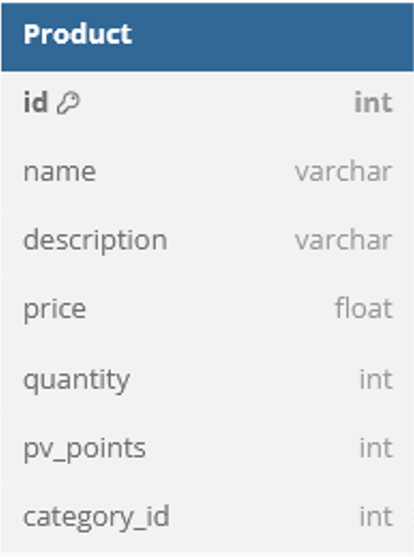 Product
id int
name varchar
description varchar
price float
quantity int
pv_points int
category_id int